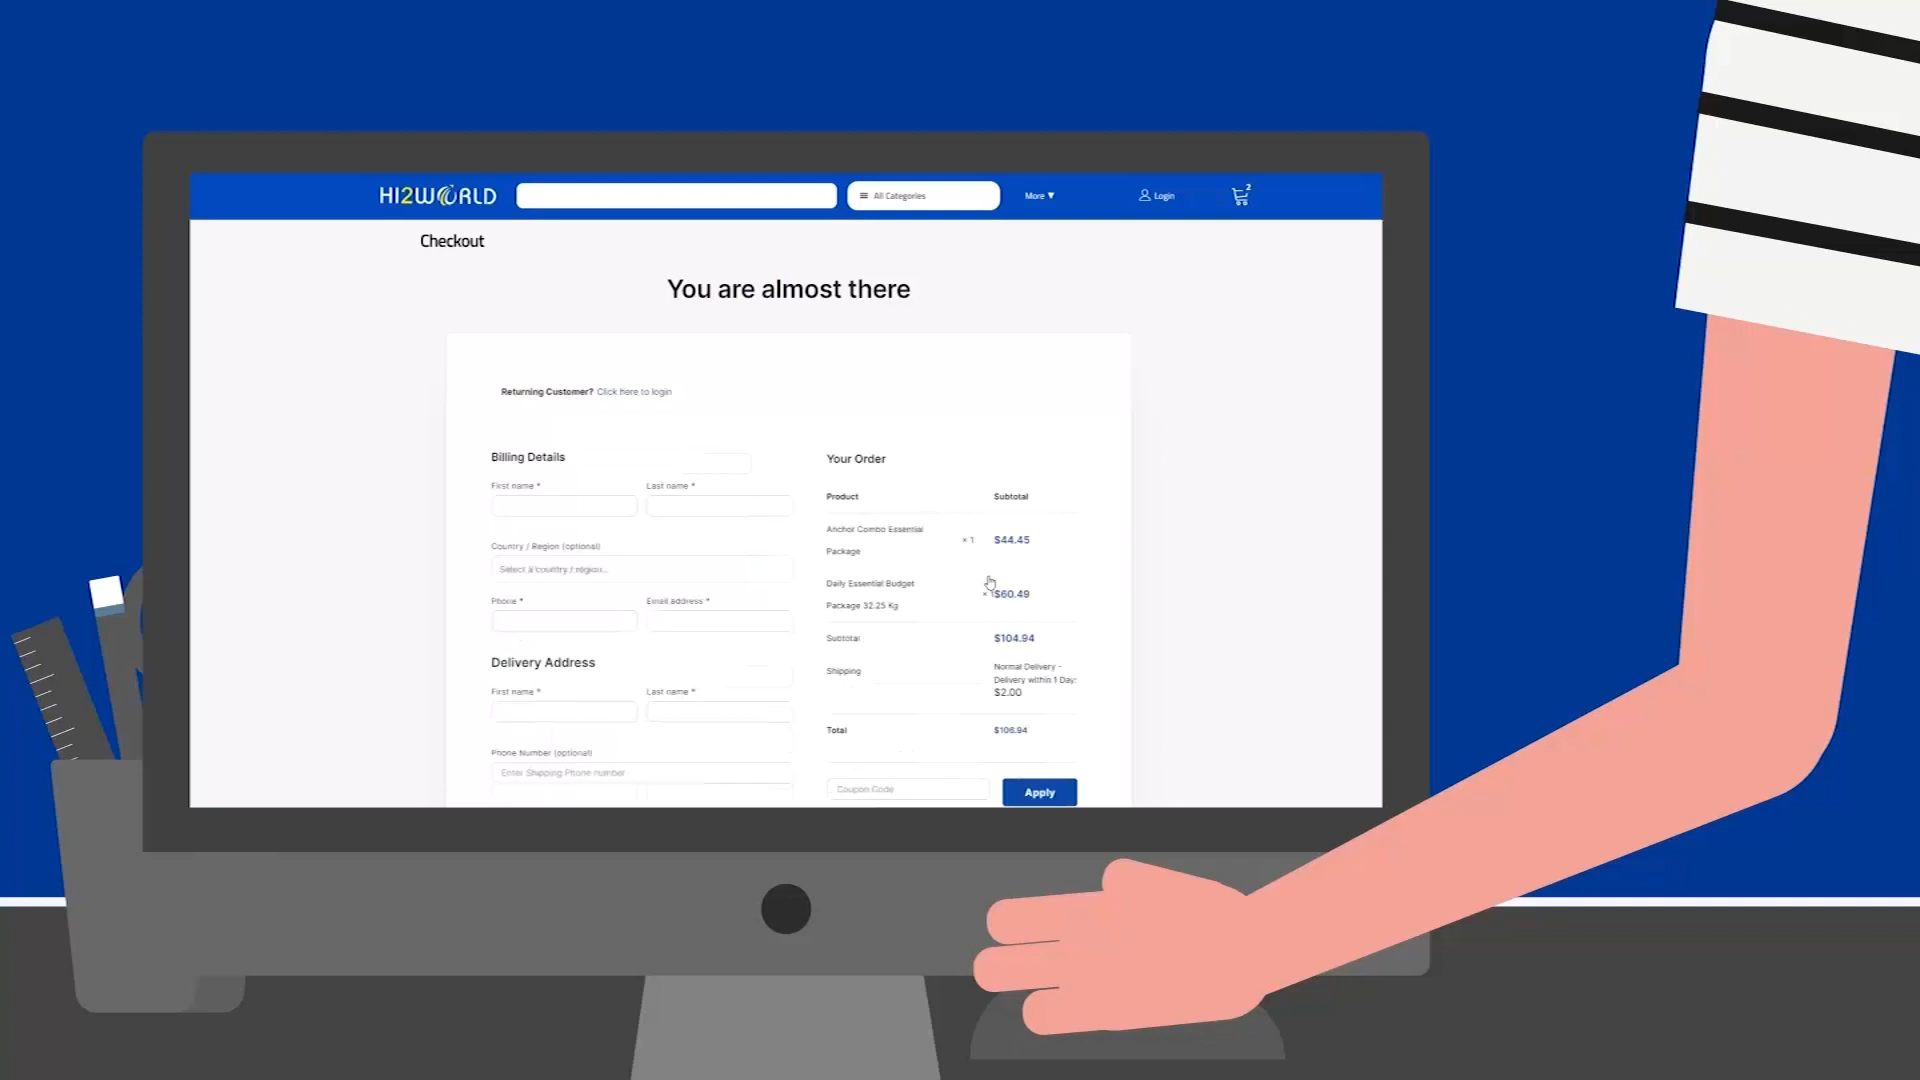 HI2WORLD
All Categories
More ▼
Login
2
Checkout
You are almost there
Returning Customer? Click here to login
Billing Details
First name *
Last name *
Country / Region (optional)
Select a country / region...
Phone *
Email address *
Delivery Address
First name *
Last name *
Phone Number (optional)
Enter Shipping Phone number
Your Order
Product
Subtotal
Anchor Combo Essential
Package
× 1
$44.45
Daily Essential Budget
Package 32.25 Kg
$60.49
Subtotal
$104.94
Shipping
Normal Delivery -
Delivery within 1 Day:
$2.00
Total
$106.94
Coupon Code
Apply